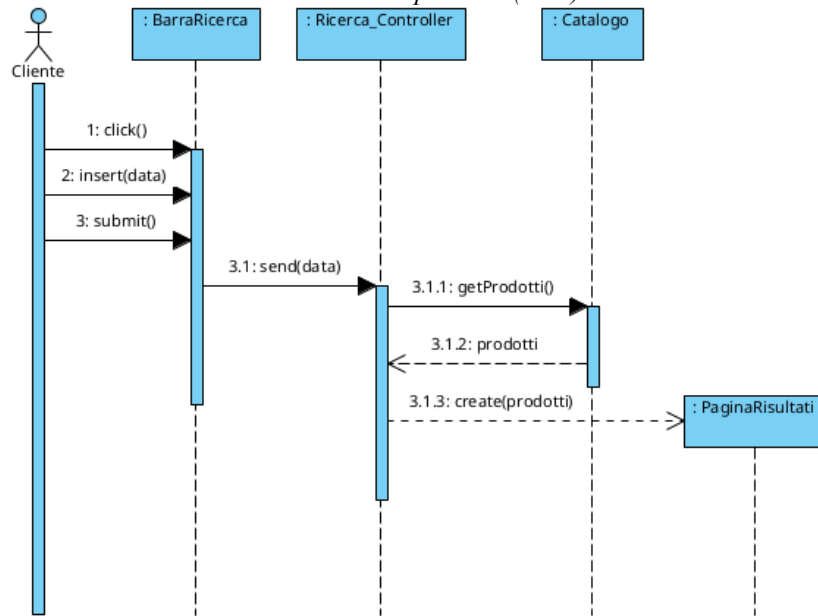 : BarraRicerca
: Ricerca_Controller
: Catalogo
Cliente
1: click()
2: insert(data)
3: submit()
3.1: send(data)
3.1.1: getProdotti()
3.1.2: prodotti
3.1.3: create(prodotti)
: PaginaRisultati